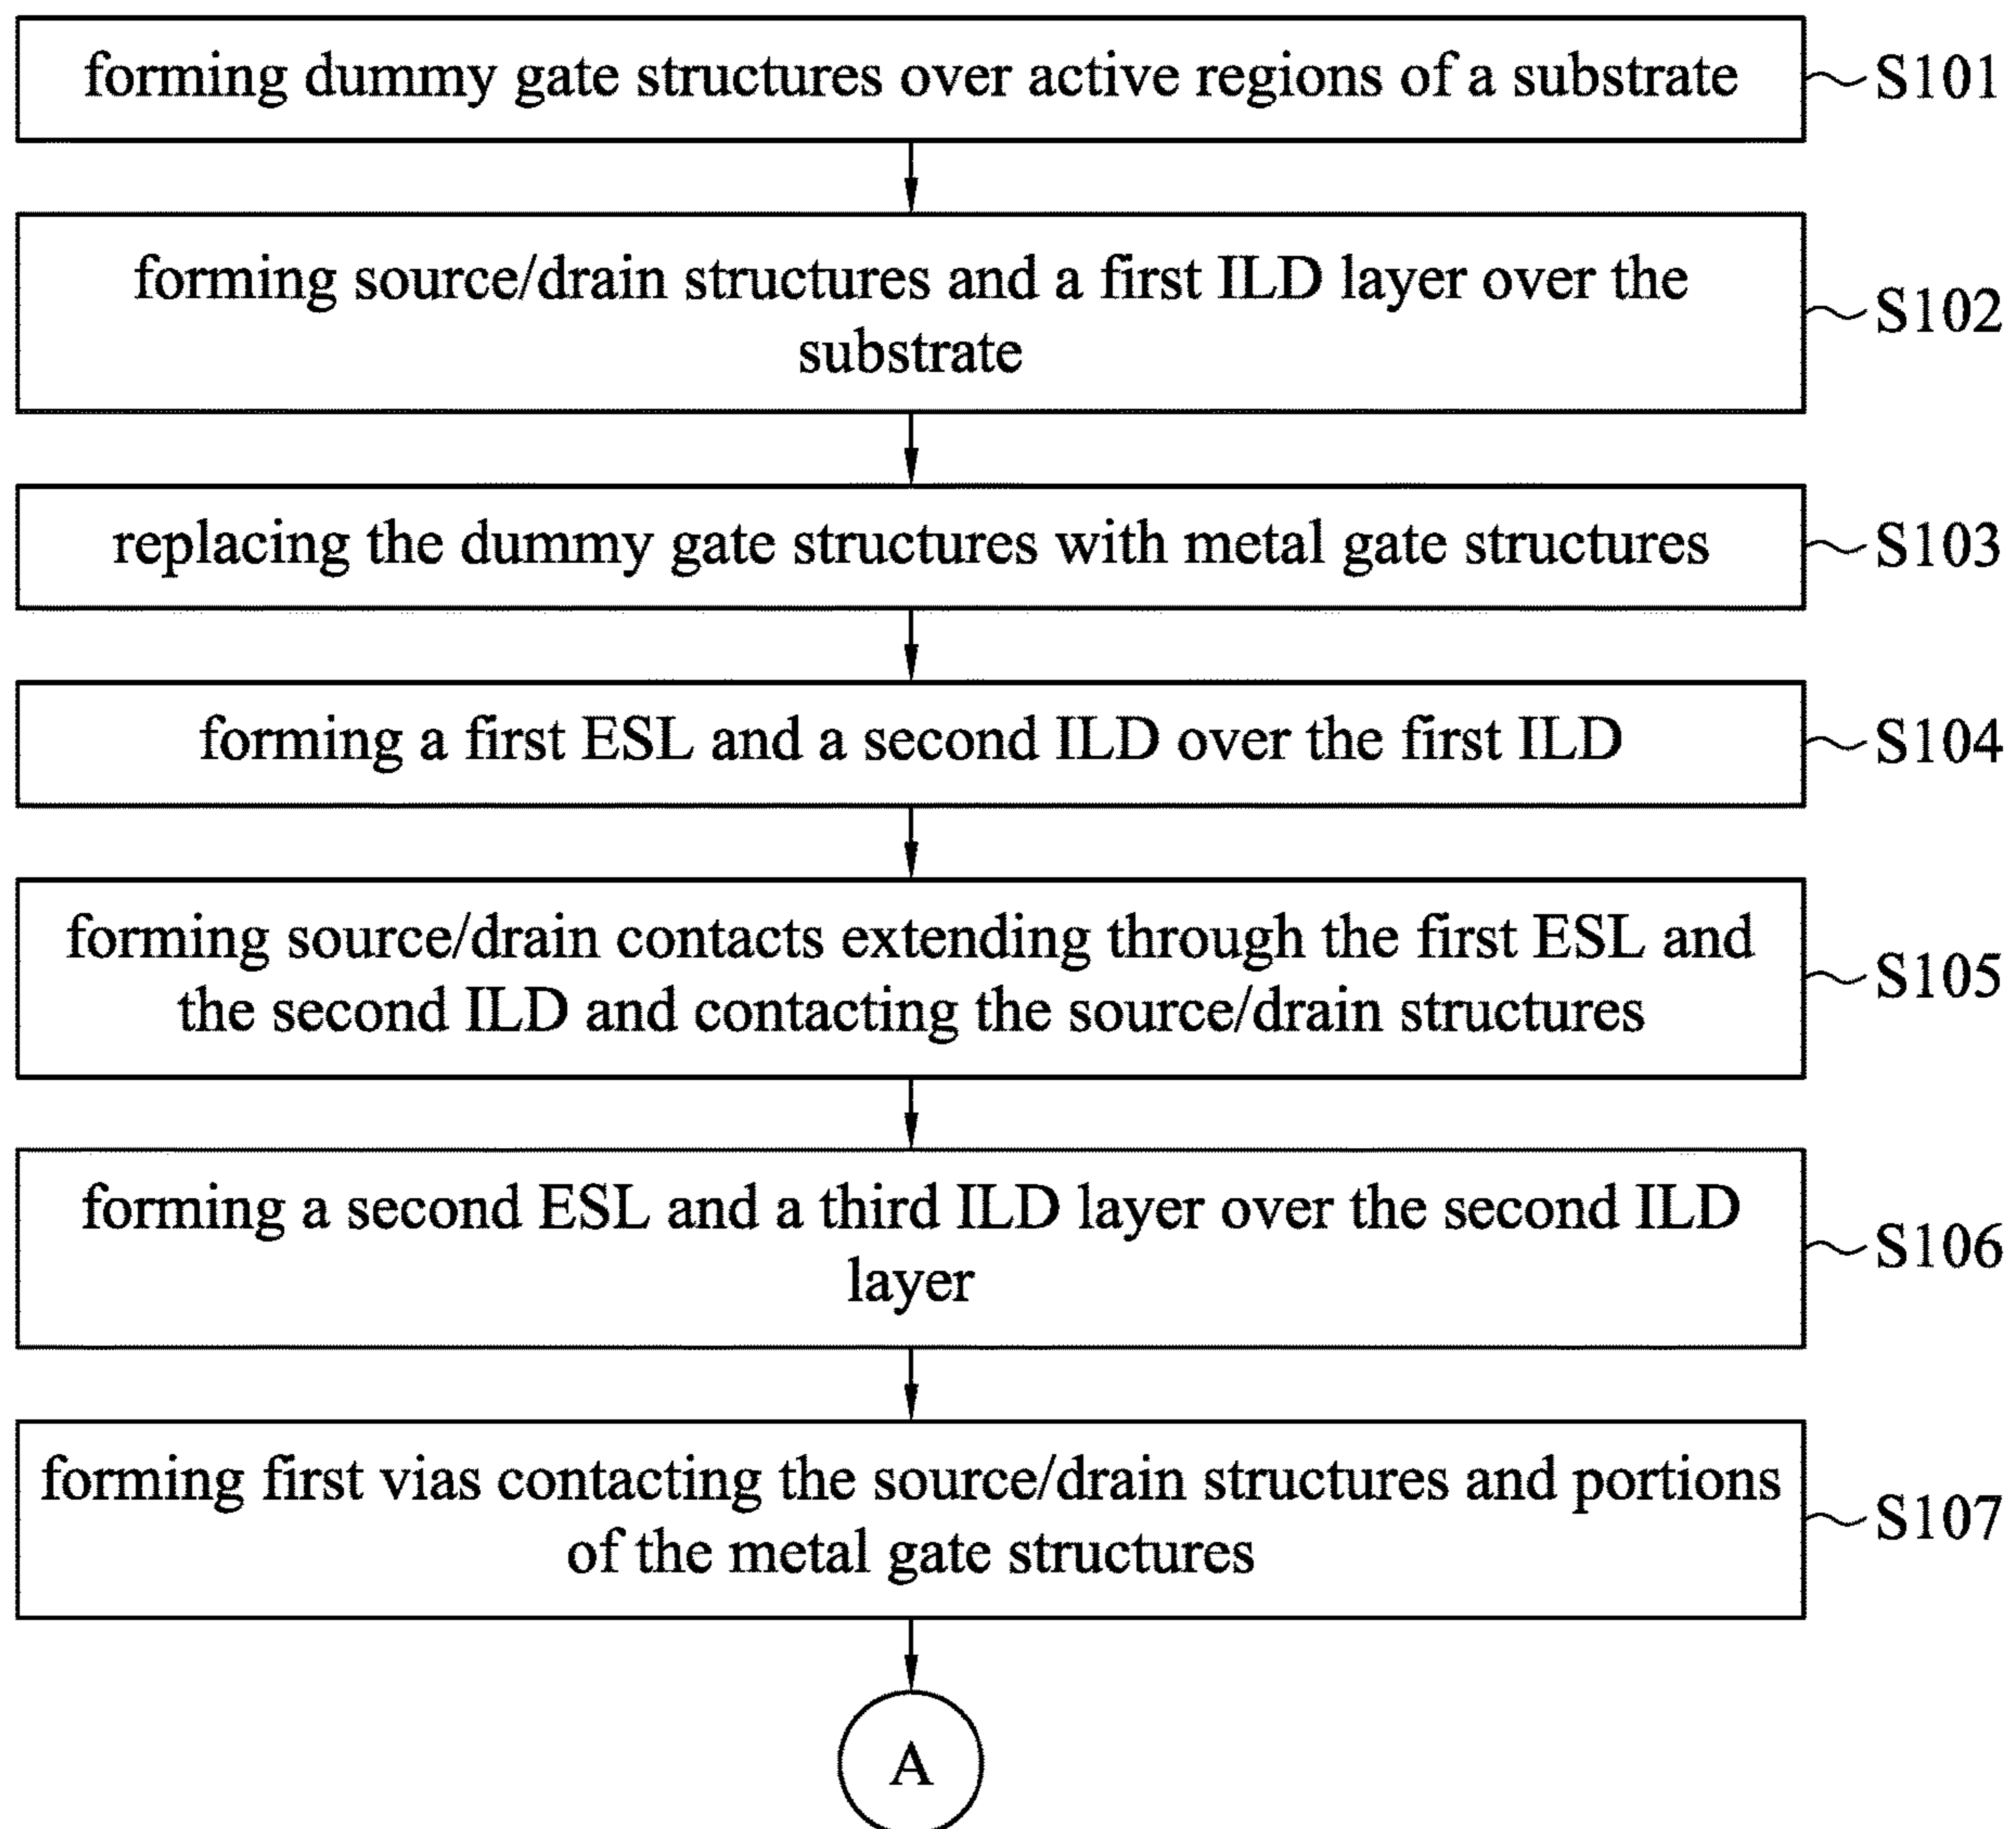 forming dummy gate structures over active regions of a substrate
S101
forming source/drain structures and a first ILD layer over the
substrate
S102
replacing the dummy gate structures with metal gate structures
S103
forming a first ESL and a second ILD over the first ILD
S104
forming source/drain contacts extending through the first ESL and
the second ILD and contacting the source/drain structures
S105
forming a second ESL and a third ILD layer over the second ILD
layer
S106
forming first vias contacting the source/drain structures and portions
of the metal gate structures
S107
A